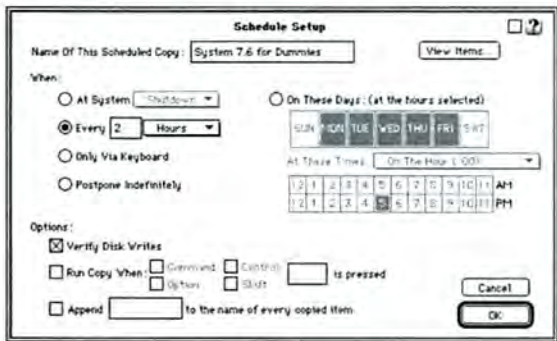 Schedule Setup
Name Of This Scheduled Copy: System 7.6 for Dummies View Items...
When:
At System Shutdown
Every 2 Hours
Only Via Keyboard
Postpone Indefinitely
On These Days: (at the hours selected)
SUN MON TUE WED THU FRI SAT
At These Times: On The Hour (:00)
12 1 2 3 4 5 6 7 8 9 10 11 AM
12 1 2 3 4 5 6 7 8 9 10 11 PM
Options:
Verify Disk Writes
Run Copy When: Command Control
Option Shift
is pressed
Append to the name of every copied item
Cancel
OK